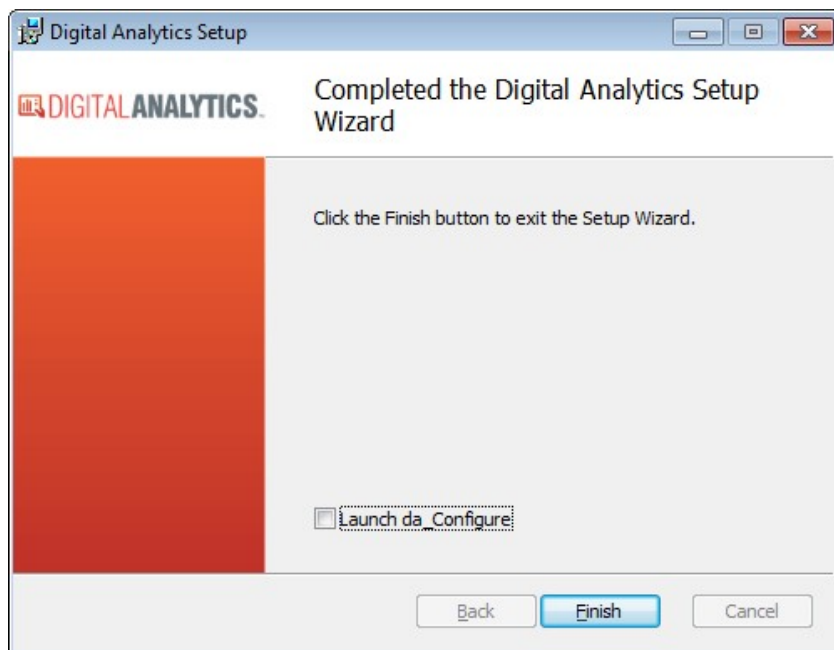 Digital Analytics Setup
DIGITALANALYTICS™
Completed the Digital Analytics Setup
Wizard
Click the Finish button to exit the Setup Wizard.
Launch da_Configure
Back
Finish
Cancel